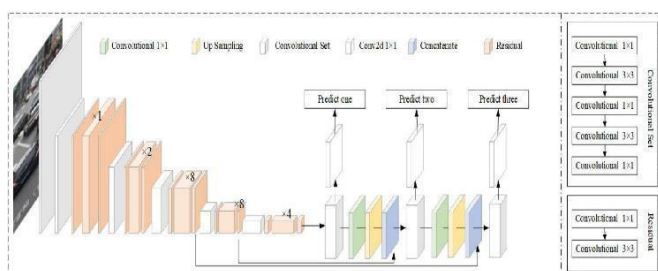 Convolutional 1×1
Up Sampling
Convolutional Set
Conv2d 1×1
Concatenate
Residual
Predict one
Predict two
Predict three
×1
×2
×8
×8
×4
Convolutional 1×1
Convolutional 3×3
Convolutional 1×1
Convolutional 3×3
Convolutional 1×1
Convolutional Set
Convolutional 1×1
Convolutional 3×3
Residual